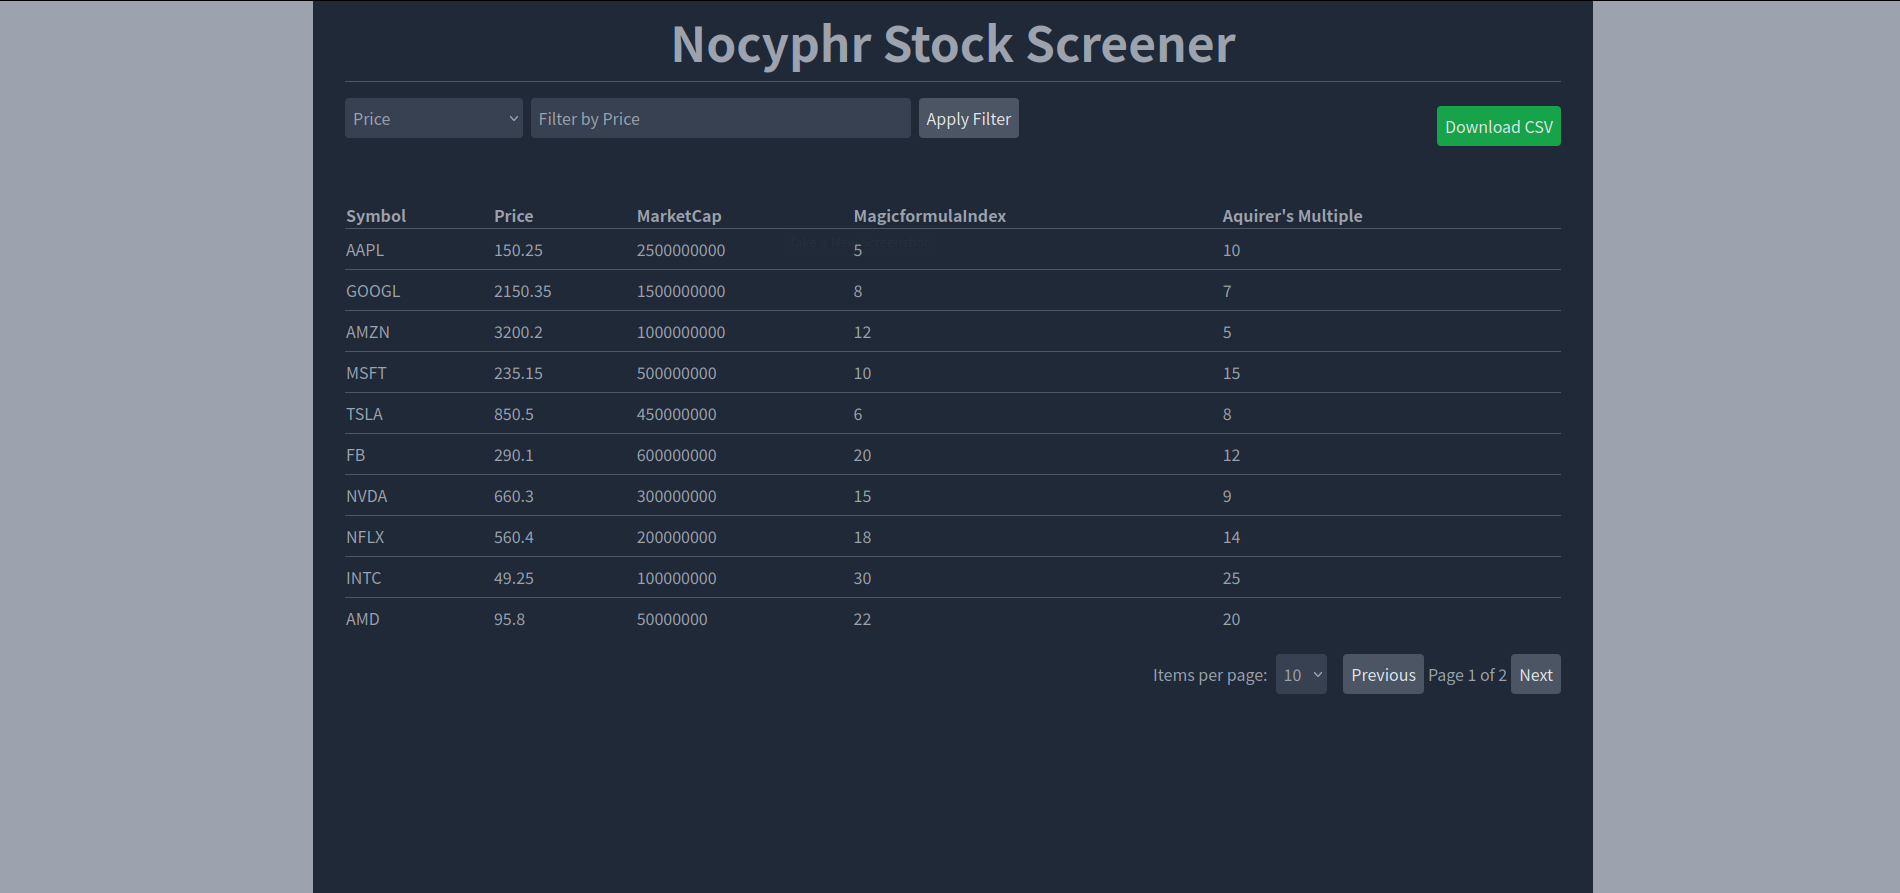 Nocyphr Stock Screener
Price Filter by Price Apply Filter Download CSV
Symbol Price MarketCap MagicformulaIndex Aquirer's Multiple
AAPL 150.25 2500000000 5 10
GOOGL 2150.35 1500000000 8 7
AMZN 3200.2 1000000000 12 5
MSFT 235.15 500000000 10 15
TSLA 850.5 450000000 6 8
FB 290.1 600000000 20 12
NVDA 660.3 300000000 15 9
NFLX 560.4 200000000 18 14
INTC 49.25 100000000 30 25
AMD 95.8 50000000 22 20
Items per page: 10 Previous Page 1 of 2 Next